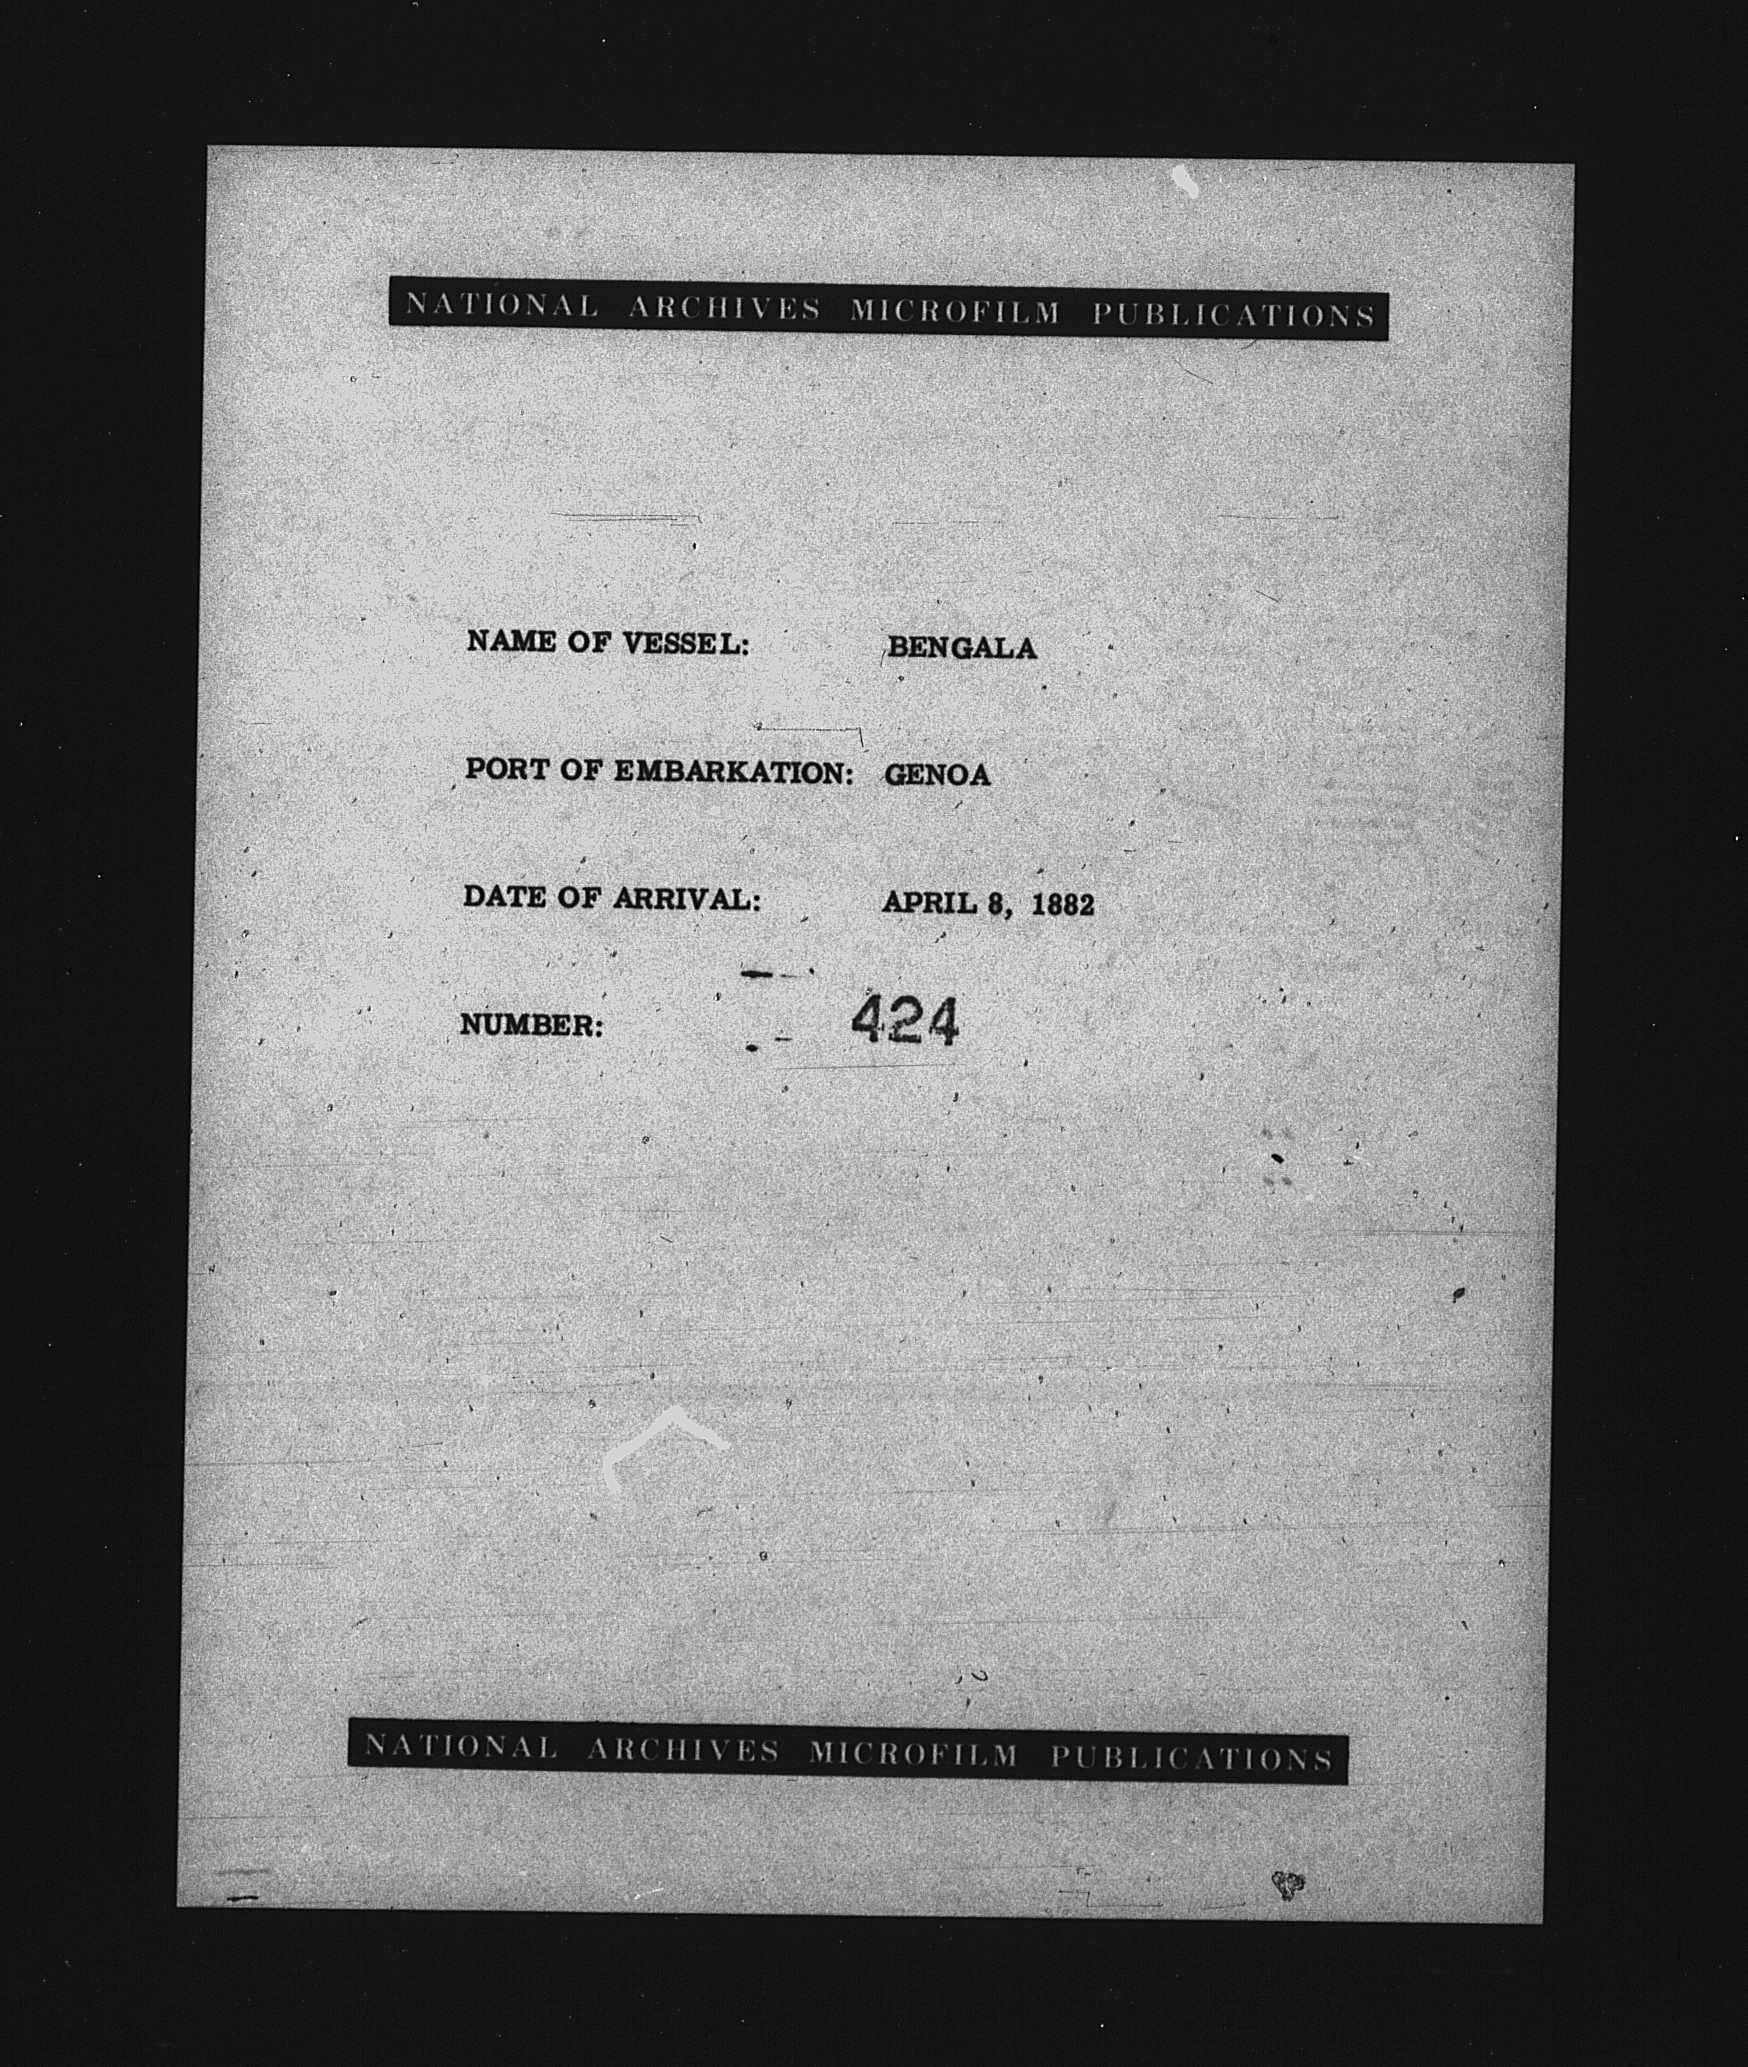 NATIONAL ARCHIVES MICROFILM PUBLICATIONS
NAME OF VESSEL: BENGALA
PORT OF EMBARKATION: GENOA
DATE OF ARRIVAL: APRIL 8, 1882
NUMBER: 424
NATIONAL ARCHIVES MICROFILM PUBLICATIONS